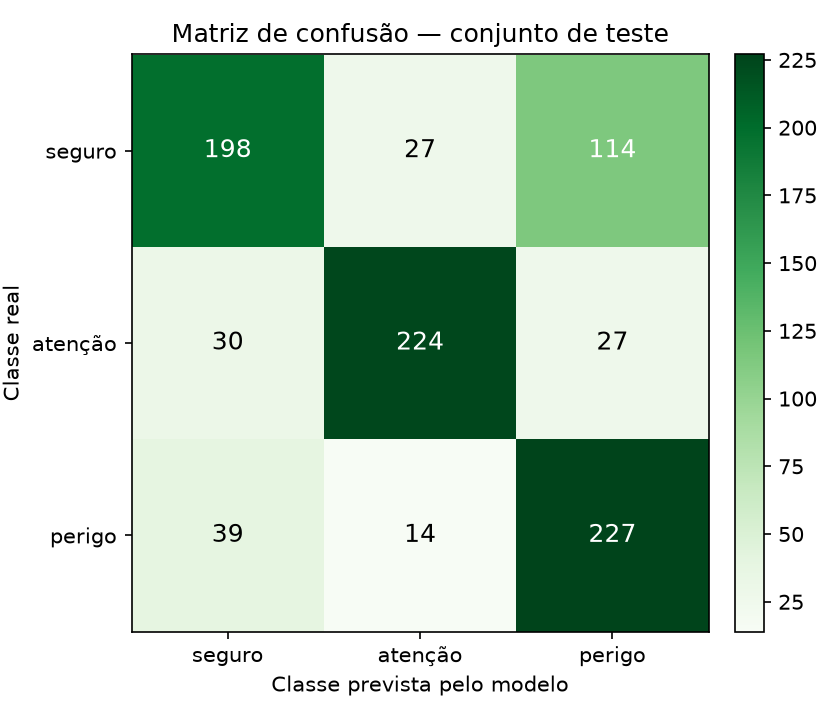 Matriz de confusão — conjunto de teste
Classe real
seguro
198
27
114
atenção
30
224
27
perigo
39
14
227
seguro
atenção
perigo
Classe prevista pelo modelo
225
200
175
150
125
100
75
50
25